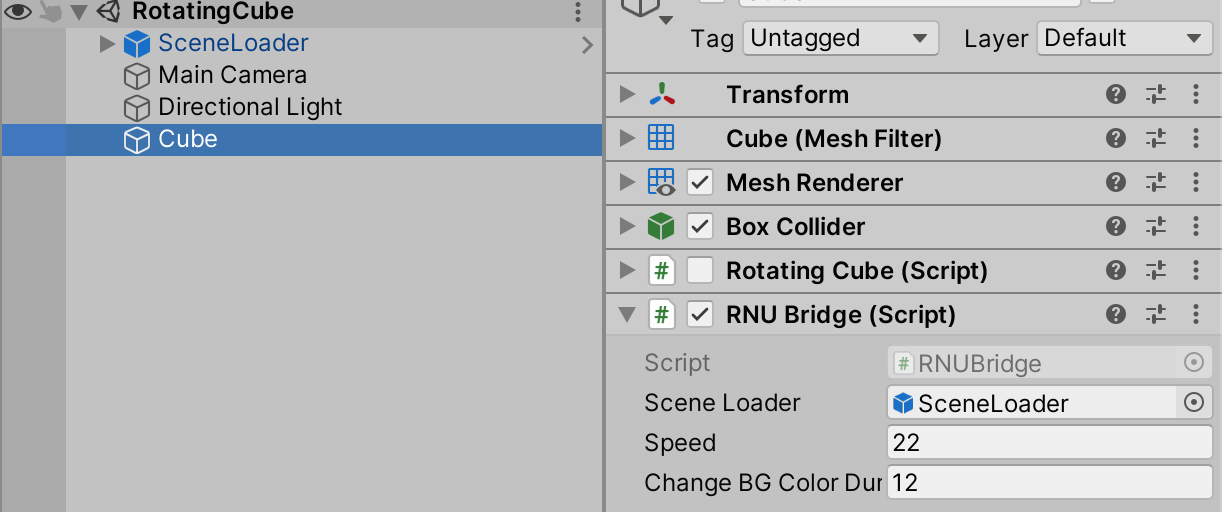 RotatingCube
SceneLoader
Main Camera
Directional Light
Cube
Tag Untagged Layer Default
Transform
Cube (Mesh Filter)
Mesh Renderer
Box Collider
# Rotating Cube (Script)
# RNU Bridge (Script)
Script # RNUBridge
Scene Loader SceneLoader
Speed 22
Change BG Color Dur 12